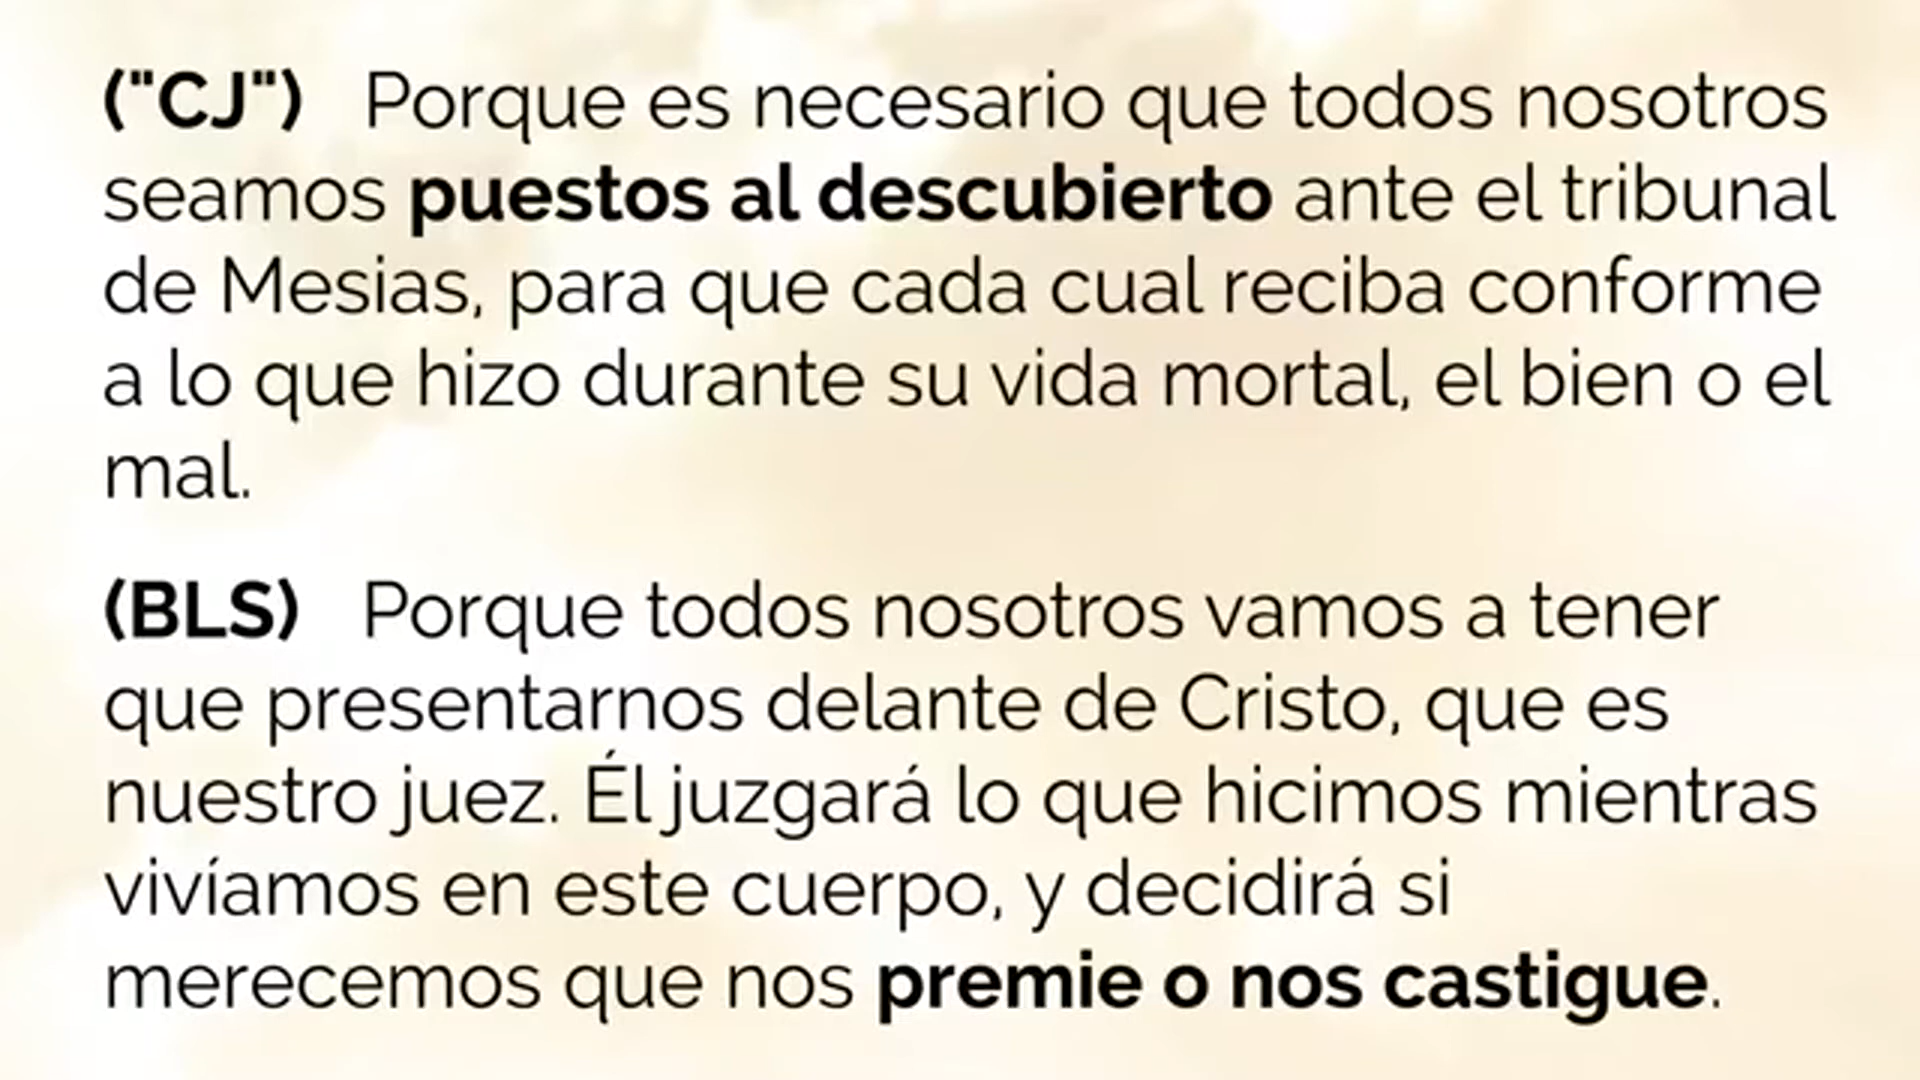 ("CJ") Porque es necesario que todos nosotros
seamos puestos al descubierto ante el tribunal
de Mesias, para que cada cual reciba conforme
a lo que hizo durante su vida mortal, el bien o el
mal.
(BLS) Porque todos nosotros vamos a tener
que presentarnos delante de Cristo, que es
nuestro juez. Él juzgará lo que hicimos mientras
vivíamos en este cuerpo, y decidirá si
merecemos que nos premie o nos castigue.